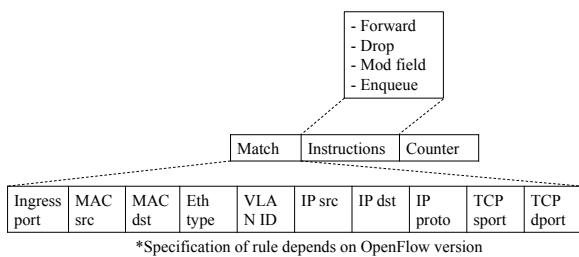 - Forward
- Drop
- Mod field
- Enqueue
Match Instructions Counter
Ingress port MAC src MAC dst Eth type VLA N ID IP src IP dst IP proto TCP sport TCP dport
*Specification of rule depends on OpenFlow version